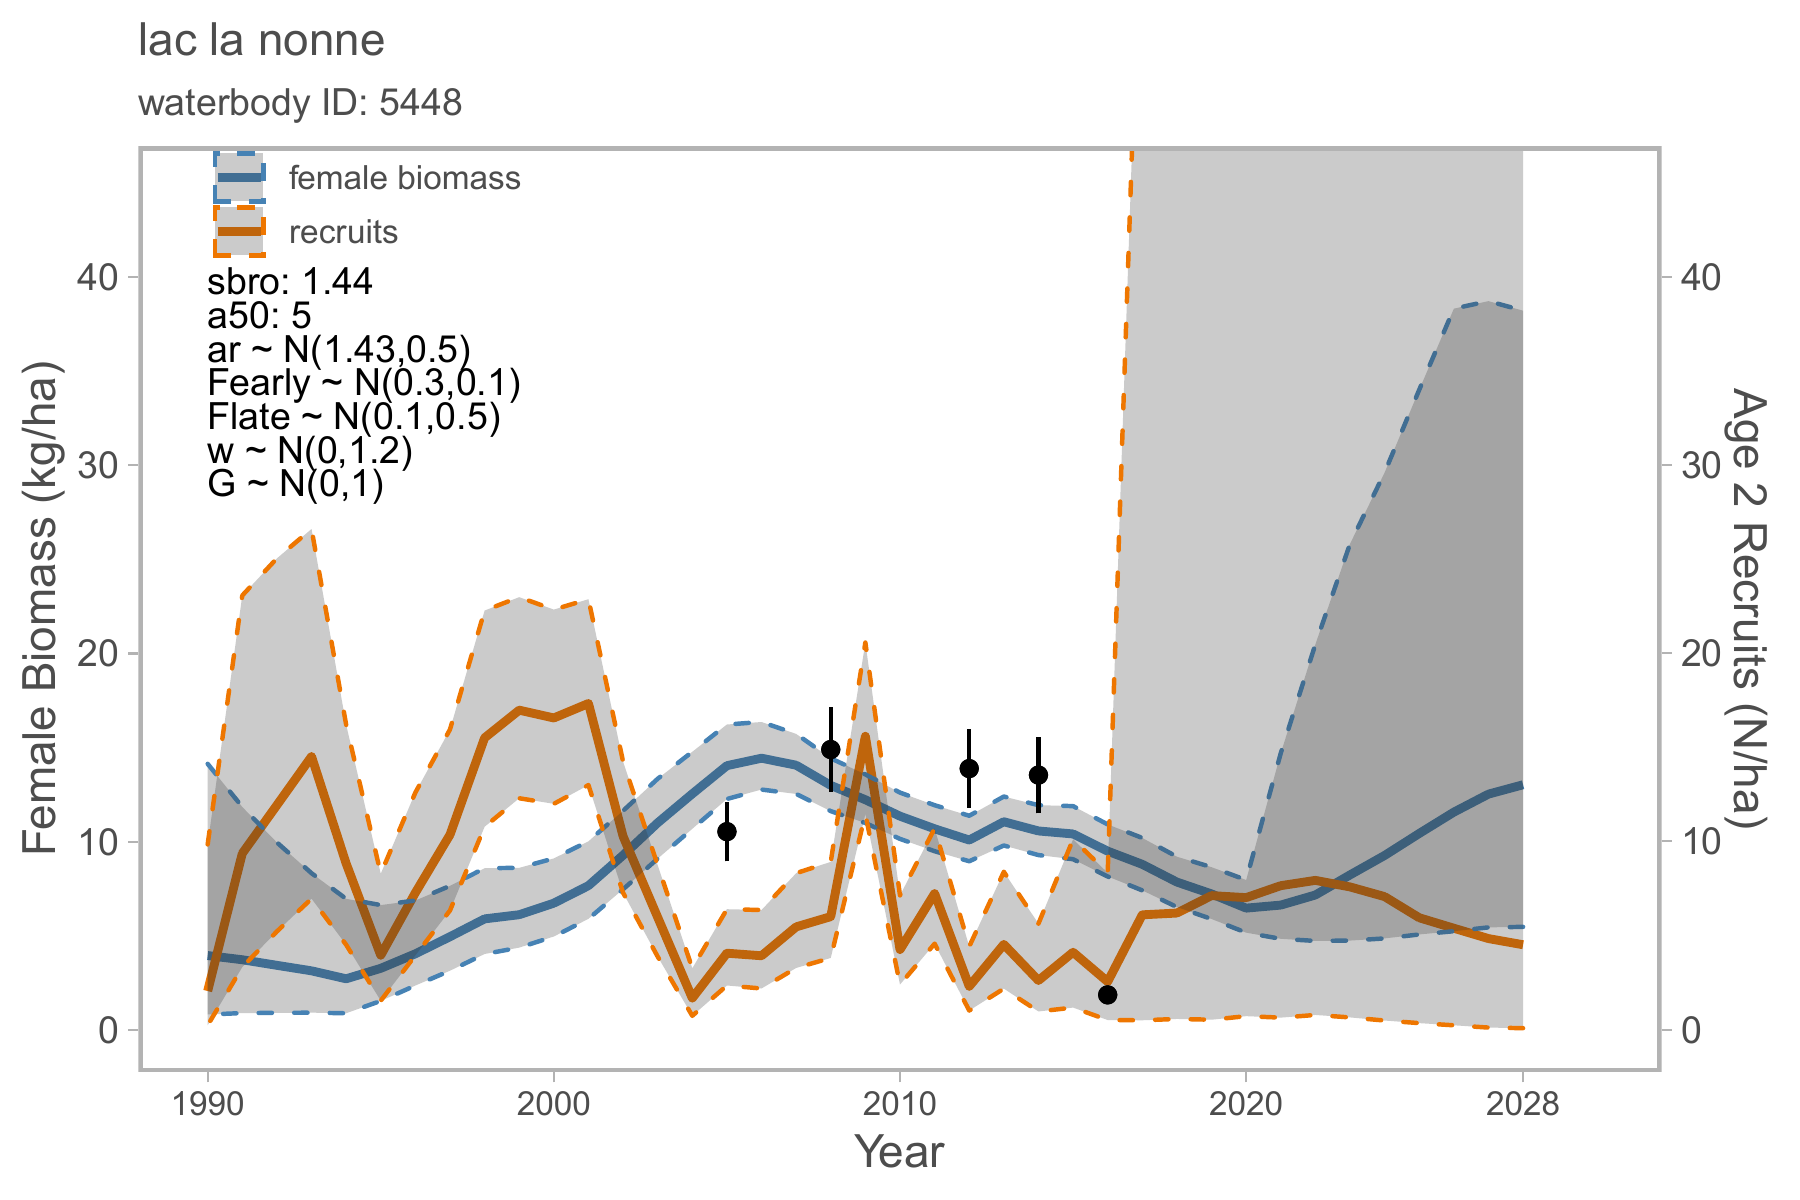 lac la nonne
waterbody ID: 5448
female biomass
recruits
sbro: 1.44
a50: 5
ar ~ N(1.43,0.5)
Fearly ~ N(0.3,0.1)
Flate ~ N(0.1,0.5)
w ~ N(0,1.2)
G ~ N(0,1)
Female Biomass (kg/ha)
40
30
20
10
0
40
30
20
10
0
Age 2 Recruits (N/ha)
1990
2000
2010
2020
2028
Year